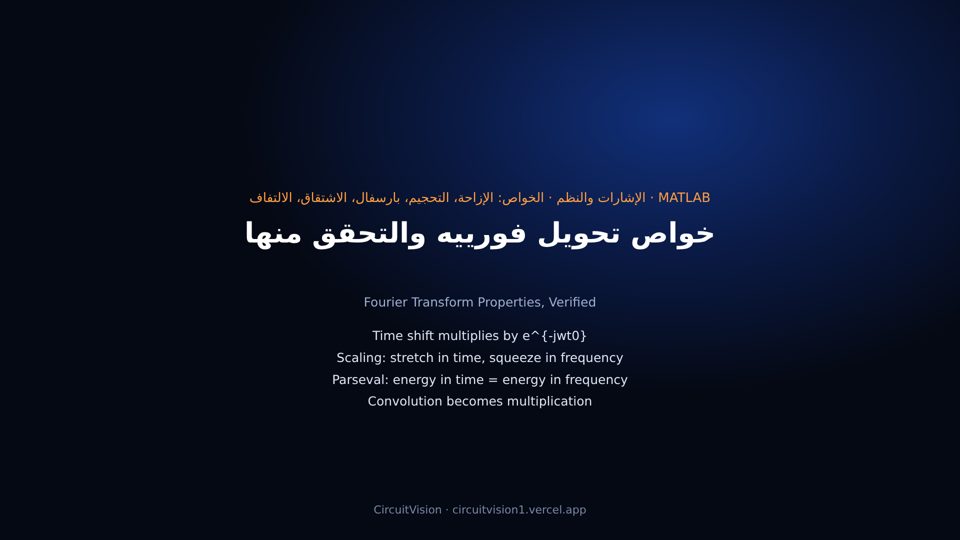 MATLAB · الإشارات والنظم · الخواص: الإزاحة، التحجيم، بارسفال، الاشتقاق، الالتفاف
خواص تحويل فورييه والتحقق منها
Fourier Transform Properties, Verified
Time shift multiplies by e^{-jwt0}
Scaling: stretch in time, squeeze in frequency
Parseval: energy in time = energy in frequency
Convolution becomes multiplication
CircuitVision · circuitvision1.vercel.app